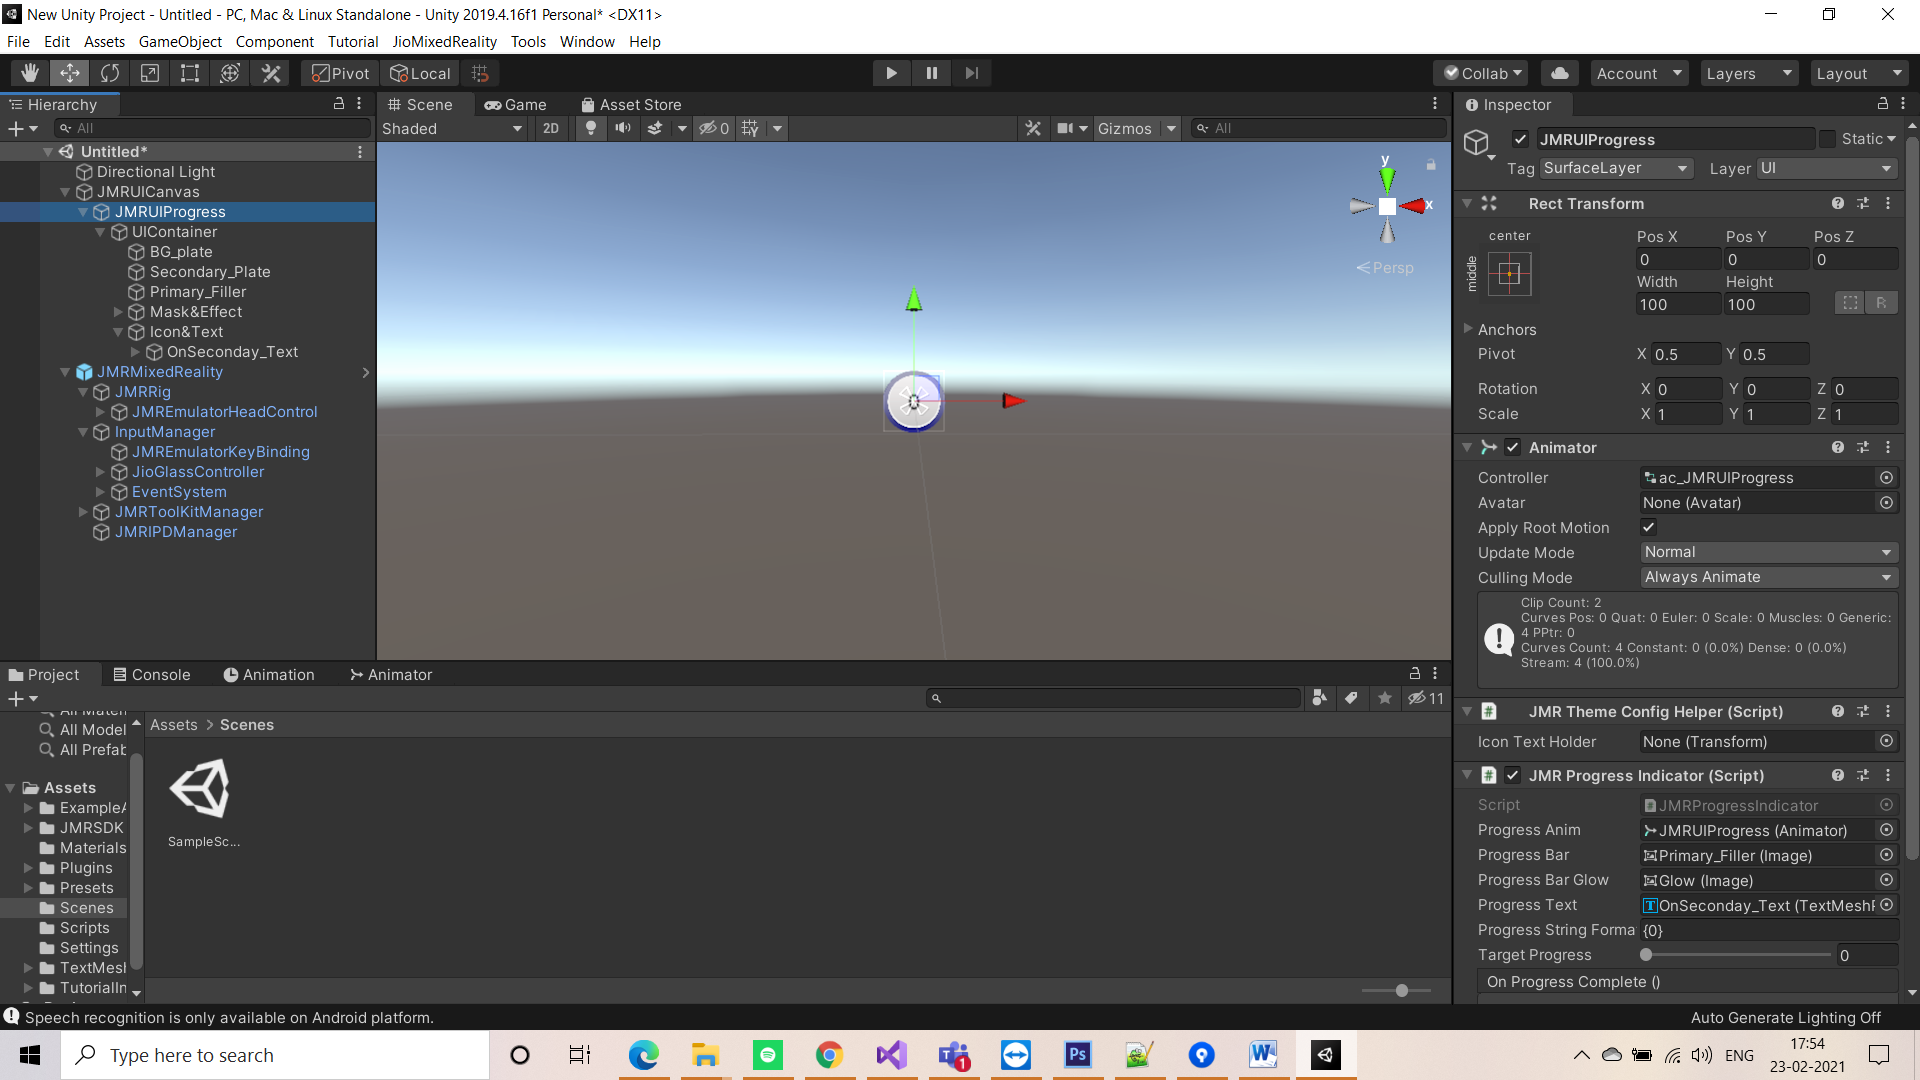 New Unity Project - Untitled - PC, Mac & Linux Standalone - Unity 2019.4.16f1 Personal* <DX11>
File Edit Assets GameObject Component Tutorial JioMixedReality Tools Window Help
Pivot Local Collab Account Layers Layout
Hierarchy
All
Untitled*
Directional Light
JMRUICanvas
JMRUIProgress
UIContainer
BG_plate
Secondary_Plate
Primary_Filler
Mask&Effect
Icon&Text
OnSeconday_Text
JMRMixedReality
JMRRig
JMREmulatorHeadControl
InputManager
JMREmulatorKeyBinding
JioGlassController
EventSystem
JMRToolKitManager
JMRIPDManager
Scene Game Asset Store
Shaded 2D 0 Gizmos All
y
x
Persp
Inspector
JMRUIProgress Static
Tag SurfaceLayer Layer UI
Rect Transform
center
middle
Pos X Pos Y Pos Z
0 0 0
Width Height
100 100 R
Anchors
Pivot X 0.5 Y 0.5
Rotation X 0 Y 0 Z 0
Scale X 1 Y 1 Z 1
Animator
Controller ac_JMRUIProgress
Avatar None (Avatar)
Apply Root Motion
Update Mode Normal
Culling Mode Always Animate
Clip Count: 2
Curves Pos: 0 Quat: 0 Euler: 0 Scale: 0 Muscles: 0 Generic:
4 PPtr: 0
Curves Count: 4 Constant: 0 (0.0%) Dense: 0 (0.0%)
Stream: 4 (100.0%)
JMR Theme Config Helper (Script)
Icon Text Holder None (Transform)
JMR Progress Indicator (Script)
Script JMRProgressIndicator
Progress Anim JMRUIProgress (Animator)
Progress Bar Primary_Filler (Image)
Progress Bar Glow Glow (Image)
Progress Text OnSeconday_Text (TextMeshP
Progress String Forma {0}
Target Progress 0
On Progress Complete ()
Project Console Animation Animator
11
All Model
All Prefab
Assets
ExampleA
JMRSDK
Materials
Plugins
Presets
Scenes
Scripts
Settings
TextMesh
TutorialIn
Assets > Scenes
SampleSc...
Speech recognition is only available on Android platform.
Auto Generate Lighting Off
Type here to search
1
Ps
ENG
17:54
23-02-2021